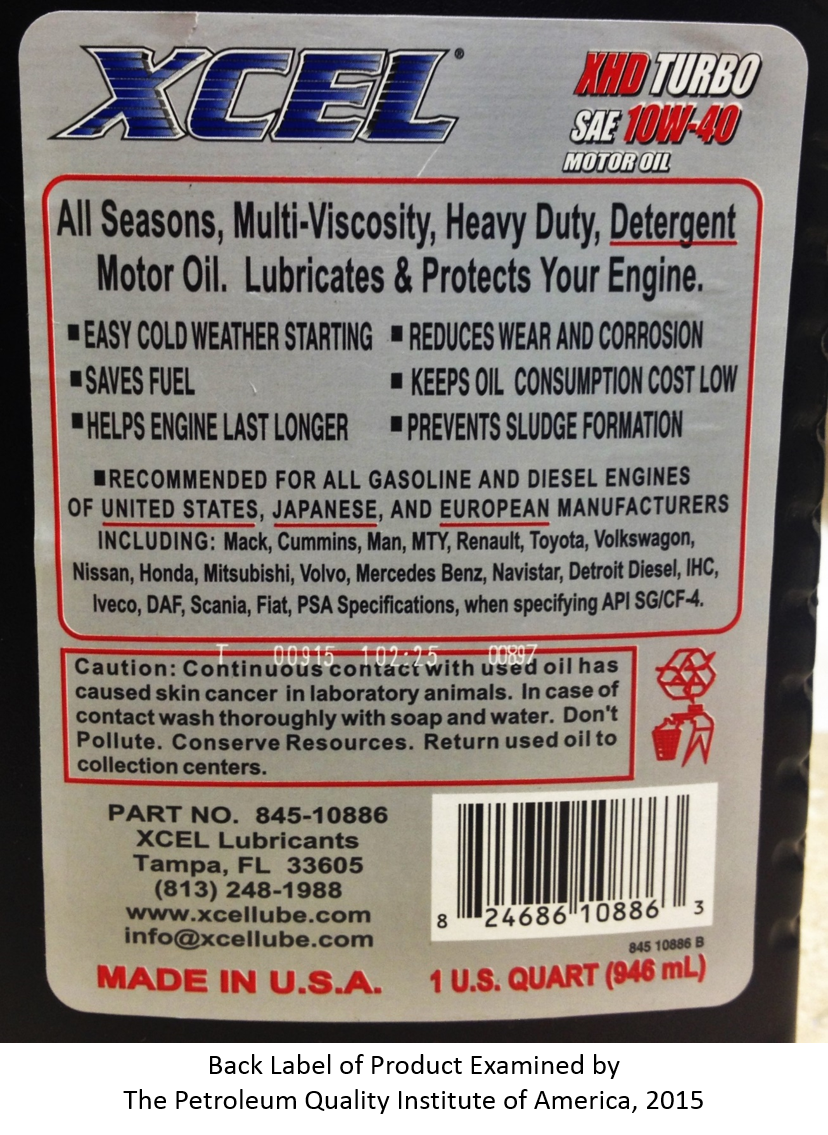 XCEL®
XHD TURBO
SAE 10W-40
MOTOR OIL
All Seasons, Multi-Viscosity, Heavy Duty, Detergent
Motor Oil. Lubricates & Protects Your Engine.
■ EASY COLD WEATHER STARTING ■ REDUCES WEAR AND CORROSION
■ SAVES FUEL ■ KEEPS OIL CONSUMPTION COST LOW
■ HELPS ENGINE LAST LONGER ■ PREVENTS SLUDGE FORMATION
■RECOMMENDED FOR ALL GASOLINE AND DIESEL ENGINES
OF UNITED STATES, JAPANESE, AND EUROPEAN MANUFACTURERS
INCLUDING: Mack, Cummins, Man, MTY, Renault, Toyota, Volkswagon,
Nissan, Honda, Mitsubishi, Volvo, Mercedes Benz, Navistar, Detroit Diesel, IHC,
Iveco, DAF, Scania, Fiat, PSA Specifications, when specifying API SG/CF-4.
T 00915 102:25 00897
Caution: Continuous contact with used oil has
caused skin cancer in laboratory animals. In case of
contact wash thoroughly with soap and water. Don't
Pollute. Conserve Resources. Return used oil to
collection centers.
PART NO. 845-10886
XCEL Lubricants
Tampa, FL 33605
(813) 248-1988
www.xcellube.com
info@xcellube.com
MADE IN U.S.A.
8 24686 10886 3
845 10886 B
1 U.S. QUART (946 mL)
Back Label of Product Examined by
The Petroleum Quality Institute of America, 2015